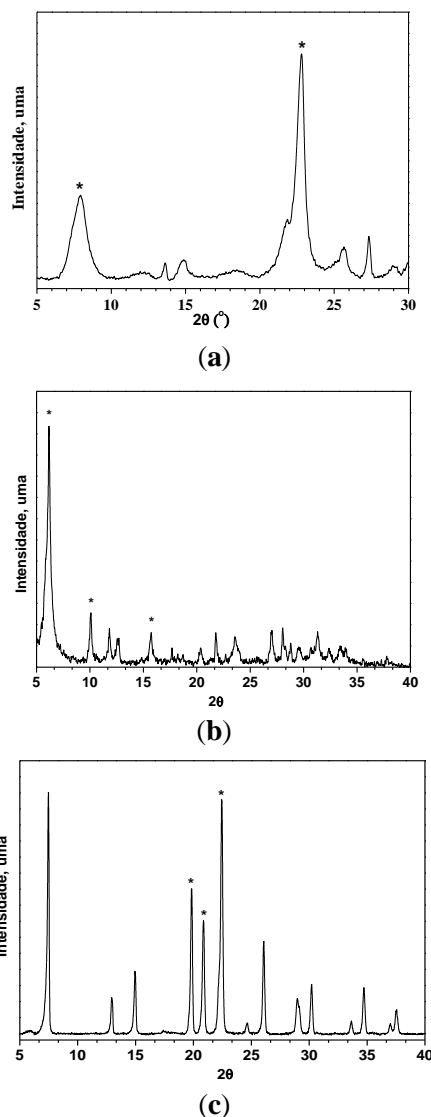 *
*
Intensidade, uma
5 10 15 20 25 30
2θ (°)
(a)
*
*
*
Intensidade, uma
5 10 15 20 25 30 35 40
2θ
(b)
*
*
*
Intensidade, uma
5 10 15 20 25 30 35 40
2θ
(c)